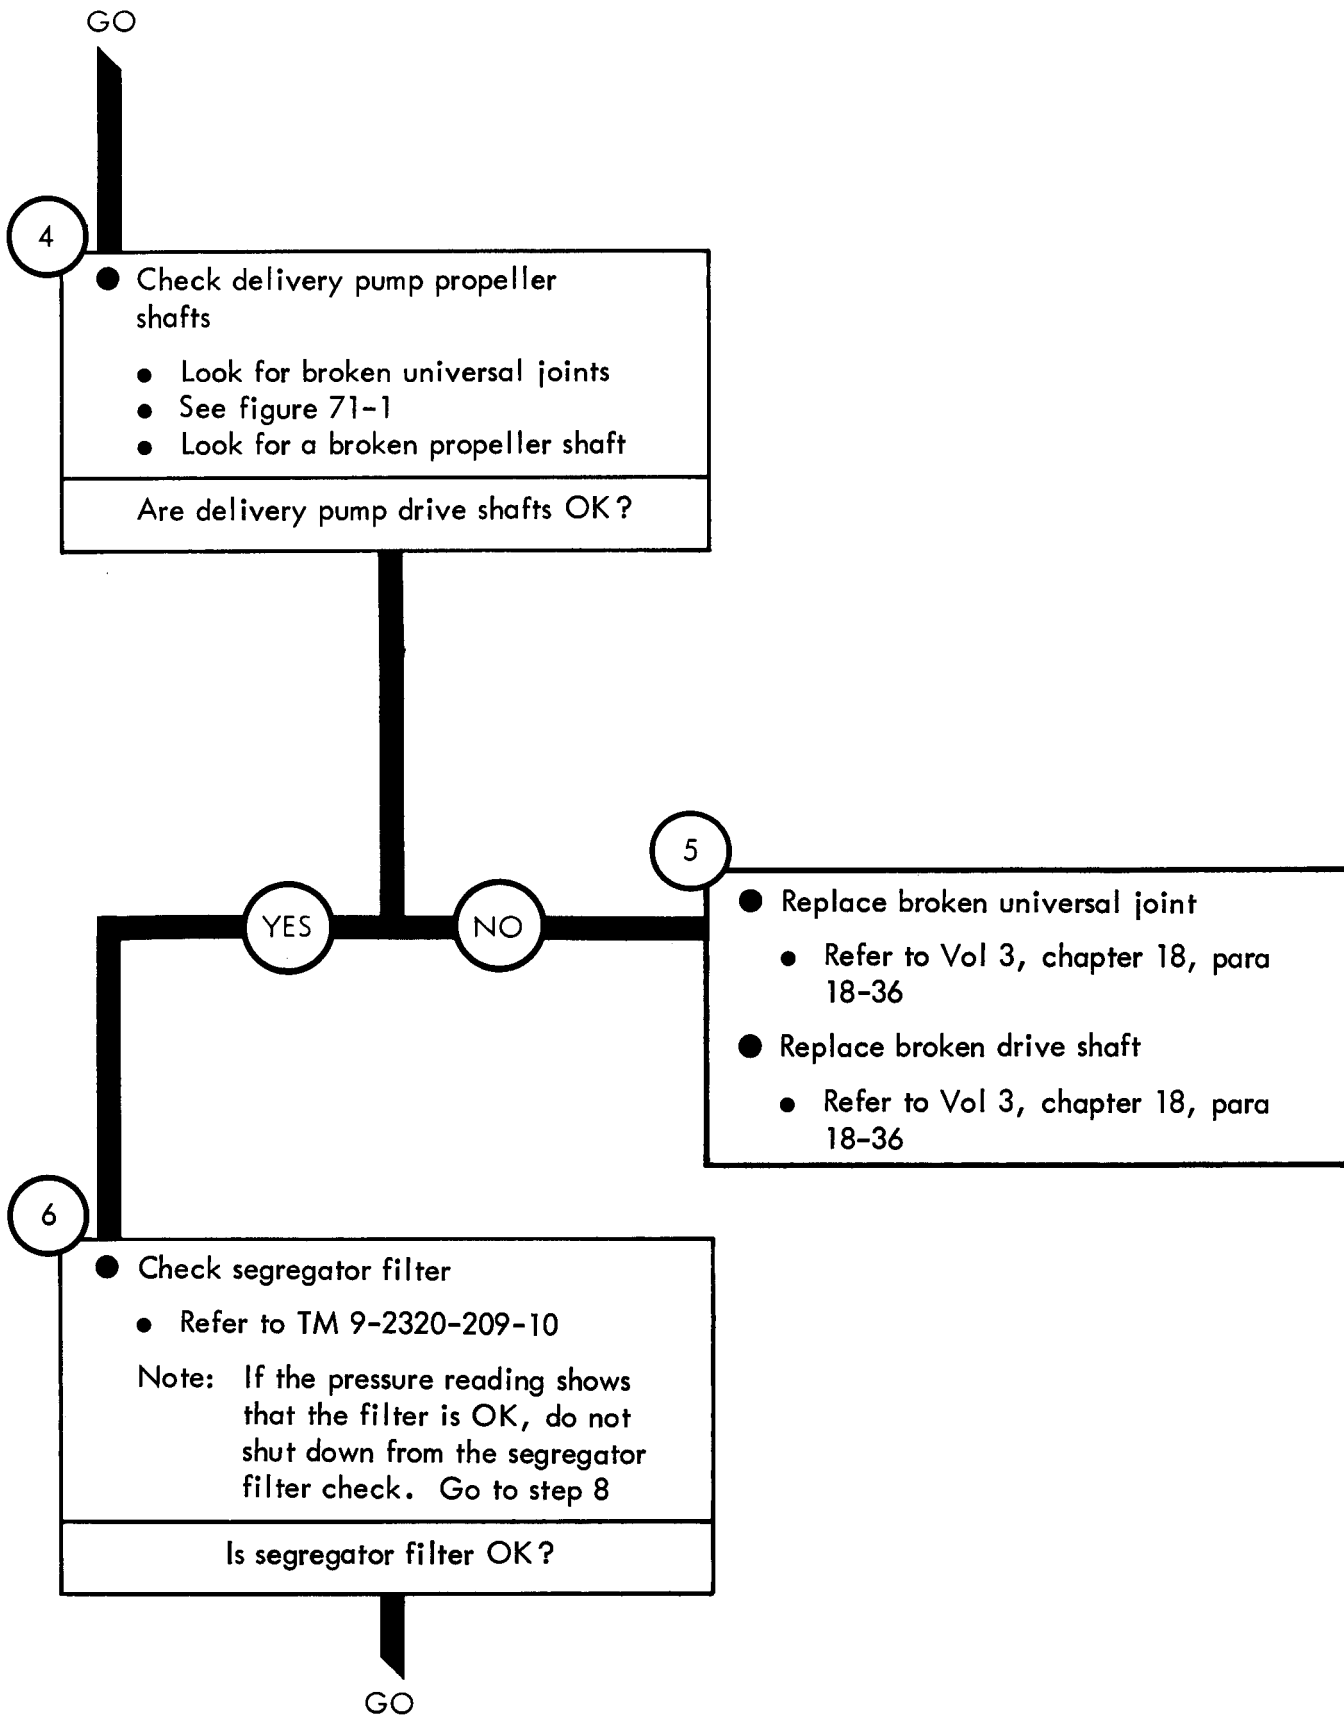 GO
4
● Check delivery pump propeller
shafts
● Look for broken universal joints
● See figure 71-1
● Look for a broken propeller shaft
Are delivery pump drive shafts OK?
YES
NO
5
● Replace broken universal joint
● Refer to Vol 3, chapter 18, para
18-36
● Replace broken drive shaft
● Refer to Vol 3, chapter 18, para
18-36
6
● Check segregator filter
● Refer to TM 9-2320-209-10
Note: If the pressure reading shows
that the filter is OK, do not
shut down from the segregator
filter check. Go to step 8
Is segregator filter OK?
GO